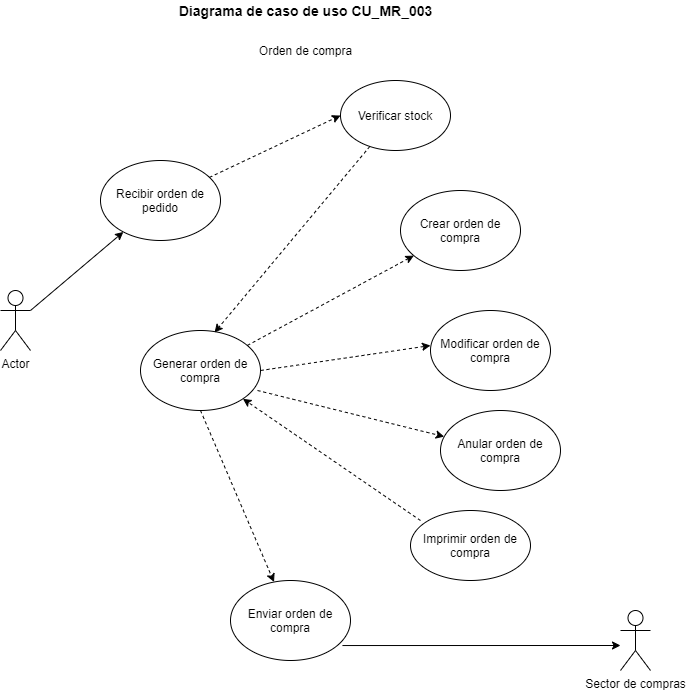 Diagrama de caso de uso CU_MR_003
Orden de compra
Verificar stock
Recibir orden de
pedido
Crear orden de
compra
Actor
Generar orden de
compra
Modificar orden de
compra
Anular orden de
compra
Imprimir orden de
compra
Enviar orden de
compra
Sector de compras